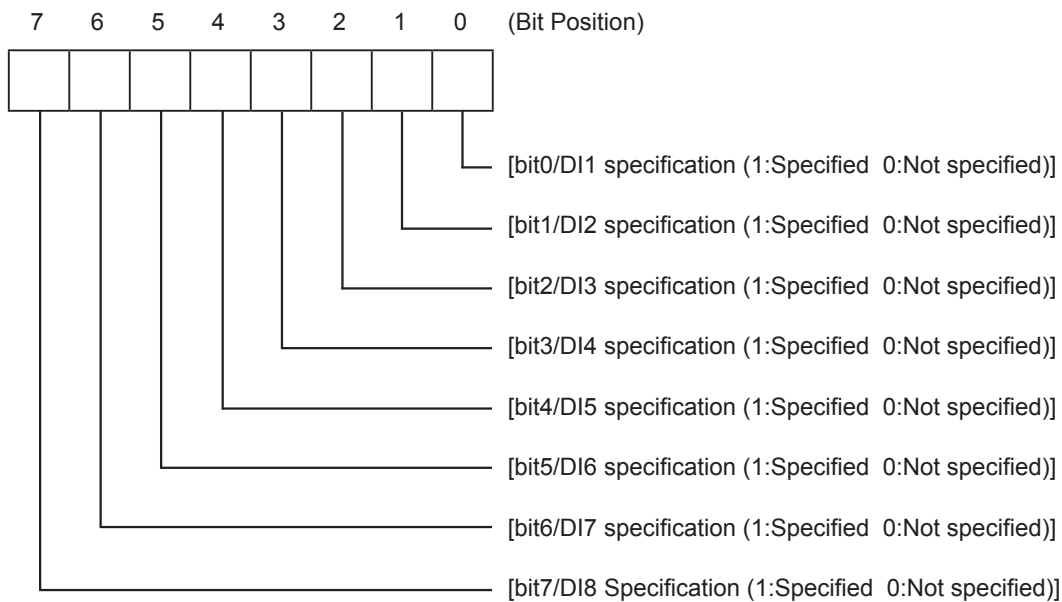 7 6 5 4 3 2 1 0 (Bit Position)
[bit0/DI1 specification (1:Specified 0:Not specified)]
[bit1/DI2 specification (1:Specified 0:Not specified)]
[bit2/DI3 specification (1:Specified 0:Not specified)]
[bit3/DI4 specification (1:Specified 0:Not specified)]
[bit4/DI5 specification (1:Specified 0:Not specified)]
[bit5/DI6 specification (1:Specified 0:Not specified)]
[bit6/DI7 specification (1:Specified 0:Not specified)]
[bit7/DI8 Specification (1:Specified 0:Not specified)]